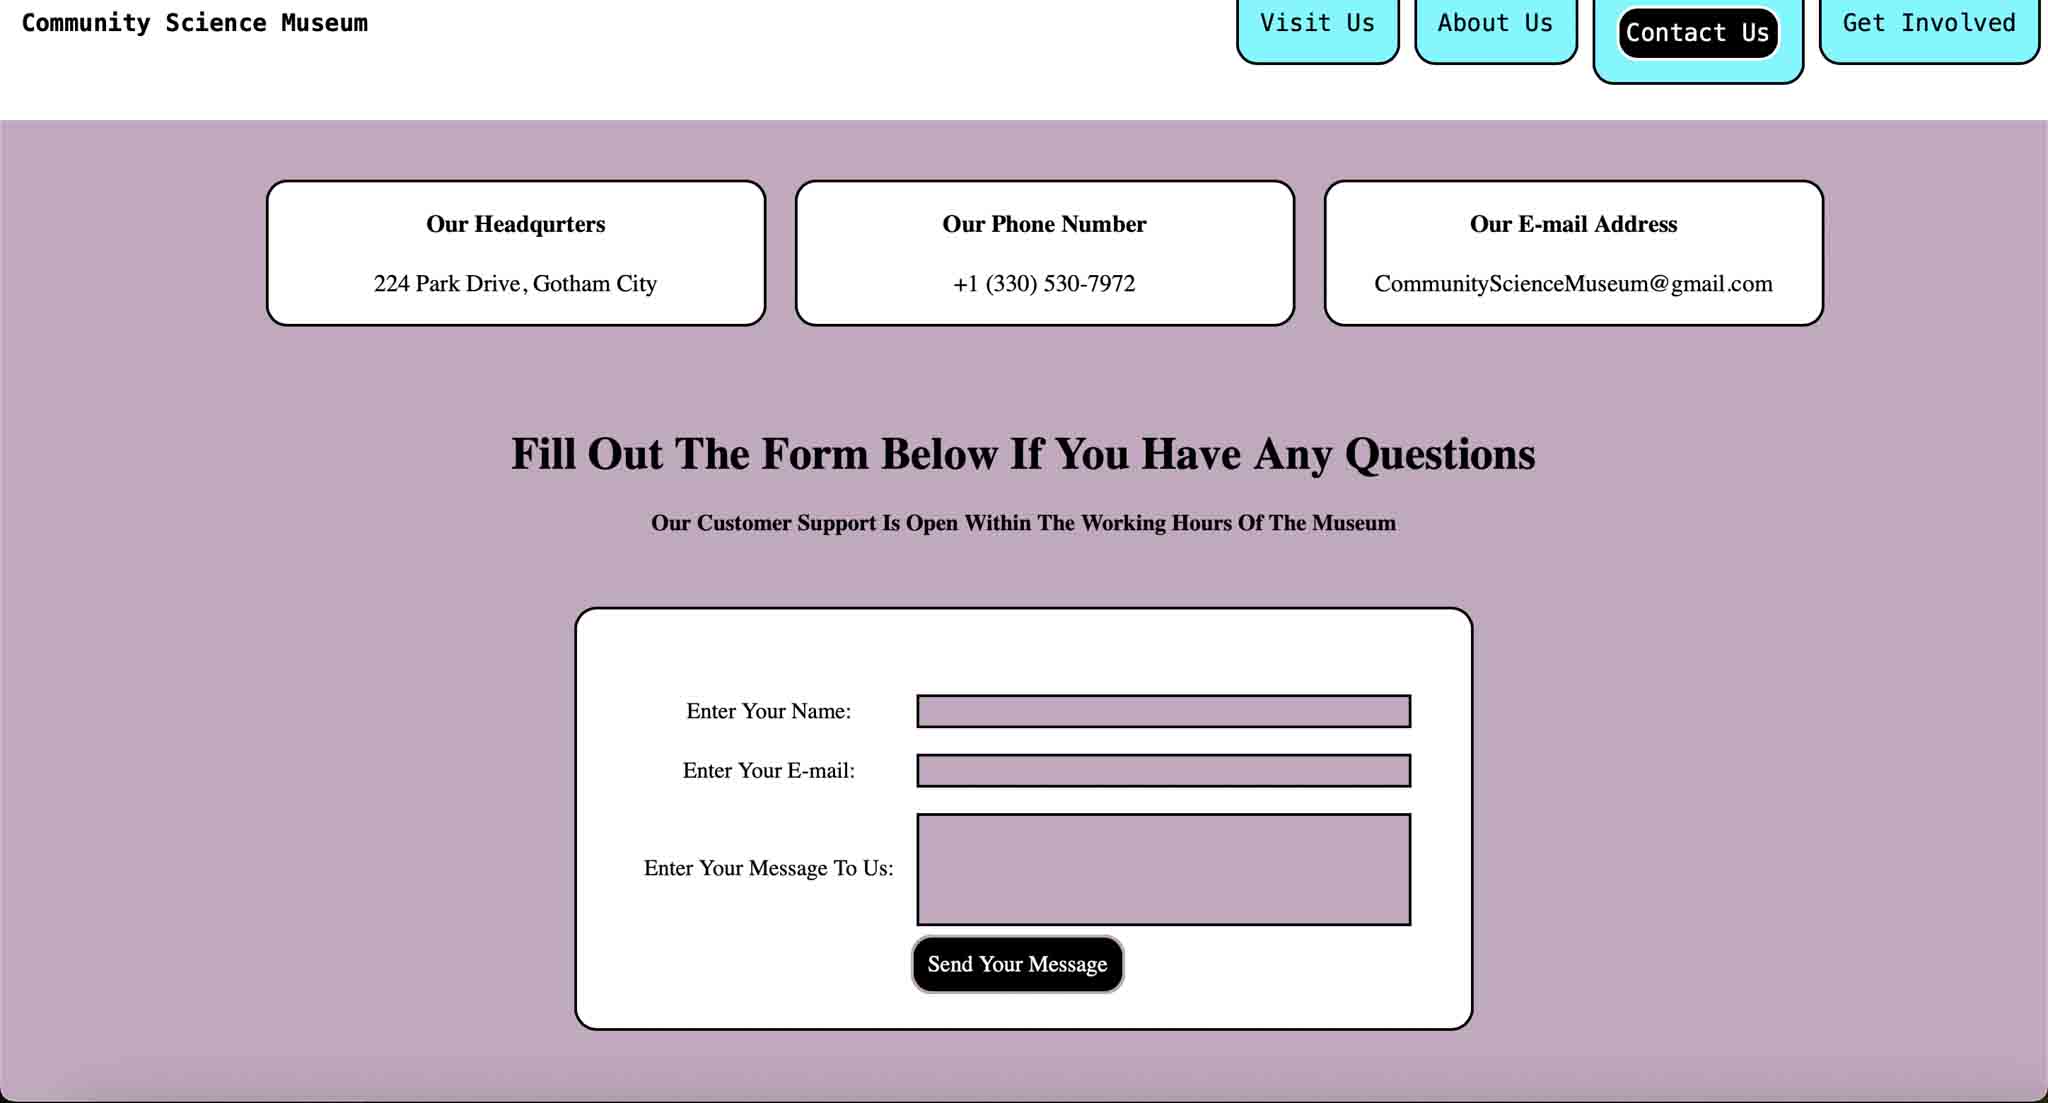 Community Science Museum
Visit Us
About Us
Contact Us
Get Involved
Our Headqurters
224 Park Drive, Gotham City
Our Phone Number
+1 (330) 530-7972
Our E-mail Address
CommunityScienceMuseum@gmail.com
Fill Out The Form Below If You Have Any Questions
Our Customer Support Is Open Within The Working Hours Of The Museum
Enter Your Name:
Enter Your E-mail:
Enter Your Message To Us:
Send Your Message